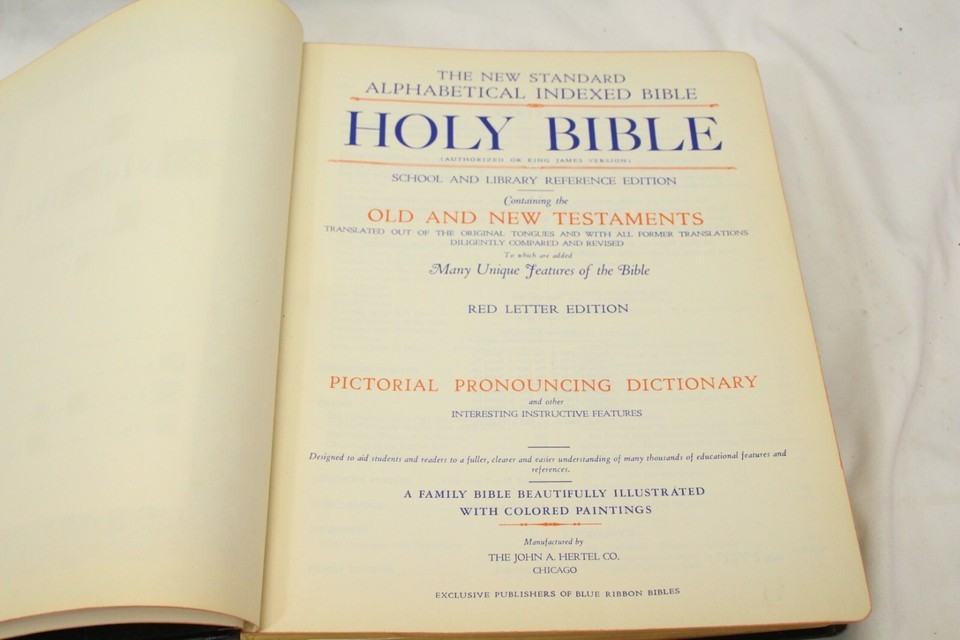 THE NEW STANDARD
ALPHABETICAL INDEXED BIBLE
HOLY BIBLE
(AUTHORIZED OR KING JAMES VERSION)
SCHOOL AND LIBRARY REFERENCE EDITION
Containing the
OLD AND NEW TESTAMENTS
TRANSLATED OUT OF THE ORIGINAL TONGUES AND WITH ALL FORMER TRANSLATIONS
DILIGENTLY COMPARED AND REVISED
To which are added
Many Unique Features of the Bible
RED LETTER EDITION
PICTORIAL PRONOUNCING DICTIONARY
and other
INTERESTING INSTRUCTIVE FEATURES
Designed to aid students and readers to a fuller, clearer and easier understanding of many thousands of educational features and
references.
A FAMILY BIBLE BEAUTIFULLY ILLUSTRATED
WITH COLORED PAINTINGS
Manufactured by
THE JOHN A. HERTEL CO.
CHICAGO
EXCLUSIVE PUBLISHERS OF BLUE RIBBON BIBLES